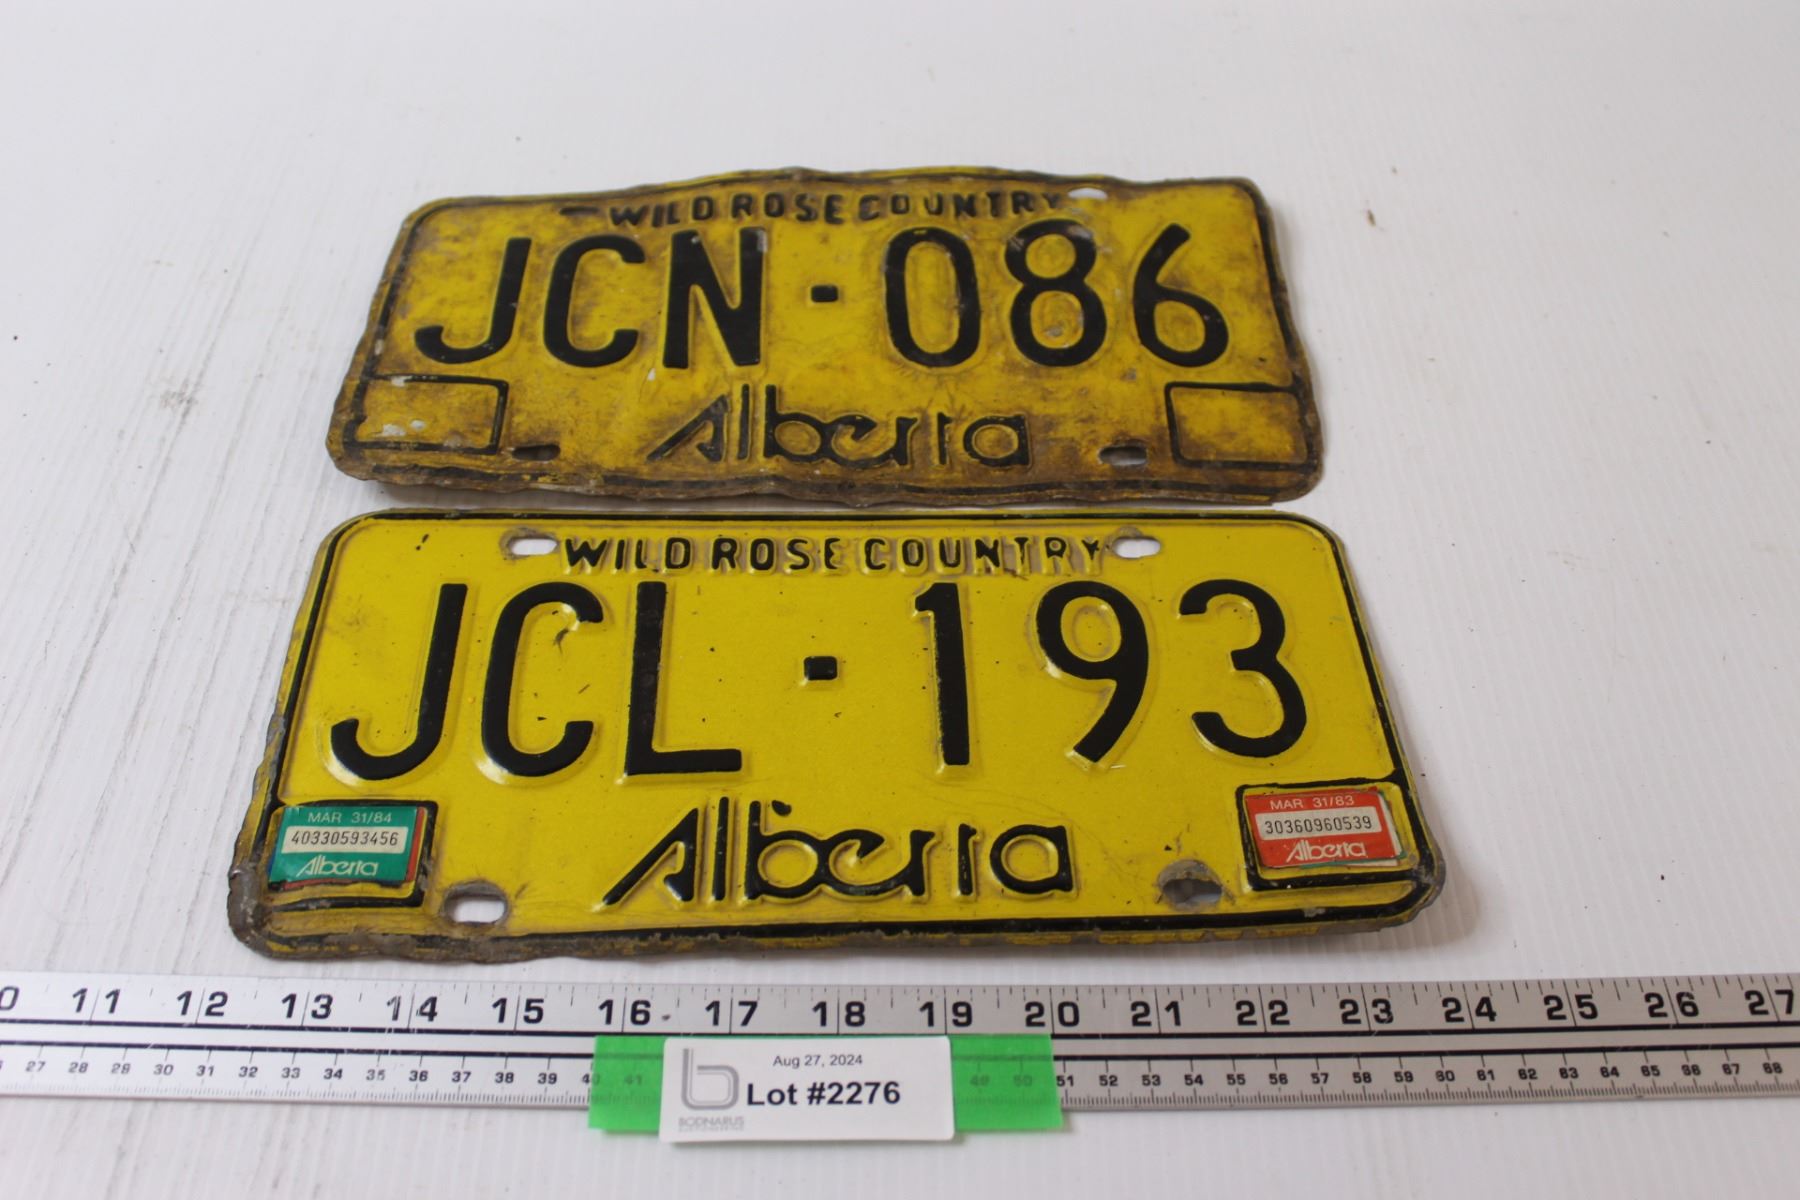 WILD ROSE COUNTRY
JCN·086
Alberta
WILD ROSE COUNTRY
JCL·193
MAR 31/84
40330593456
Alberta
MAR 31/83
30360960539
Alberta
Alberta
0 11 12 13 14 15 16 17 18 19 20 21 22 23 24 25 26 27
27 28 29 30 31 32 33 34 35 36 37 38 39 40 41 49 50 51 52 53 54 55 56 57 58 59 60 61 62 63 64 65 66 67 68
Aug 27, 2024
Lot #2276
BODNARUS
AUCTIONEERING